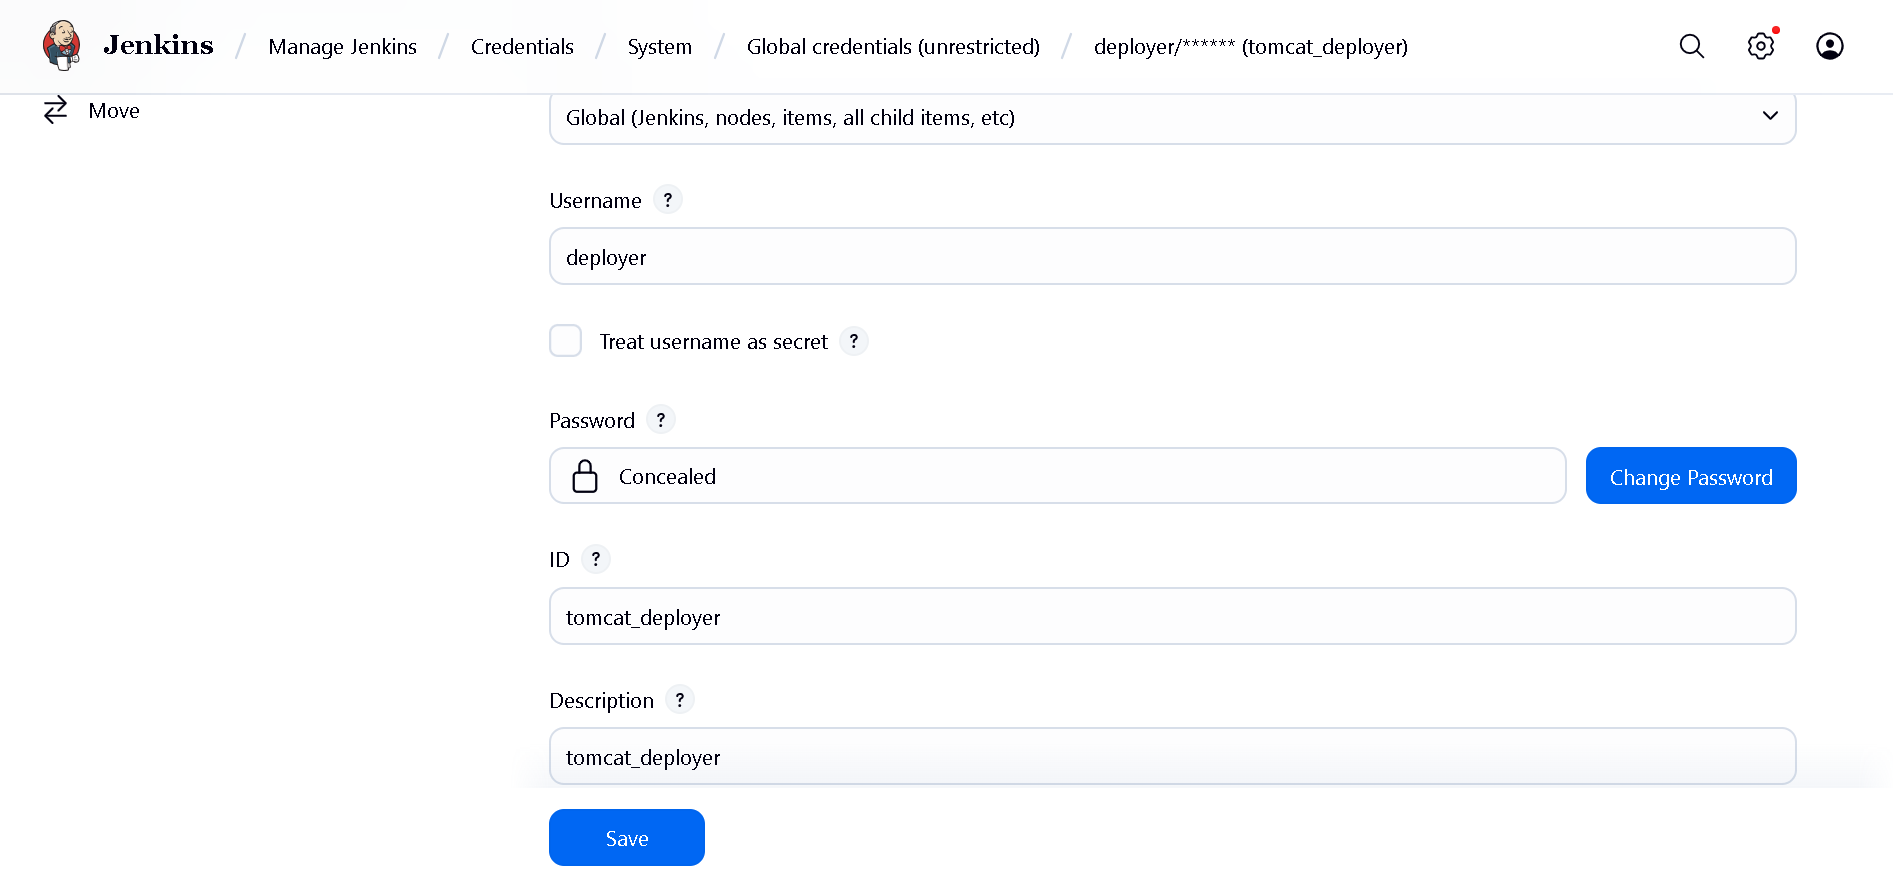 Jenkins / Manage Jenkins / Credentials / System / Global credentials (unrestricted) / deployer/****** (tomcat_deployer)
Move
Global (Jenkins, nodes, items, all child items, etc)
Username ?
deployer
Treat username as secret ?
Password ?
Concealed
Change Password
ID ?
tomcat_deployer
Description ?
tomcat_deployer
Save